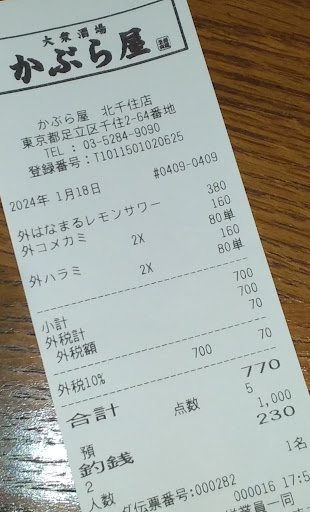 大衆酒場
かぶら屋
かぶら屋 北千住店
東京都足立区千住2-64番地
TEL : 03-5284-9090
登録番号:T1011501020625
2024年 1月18日 #0409-0409
外はなまるレモンサワー 380
外コメカミ 2X 160
80単
外ハラミ 2X 160
80単
小計 700
外税計 700
外税額 70
外税10% 700 70
合計 770
点数 5
預 1,000
釣銭 230
2
人数 1名
伝票番号:000282
000016 17:5
業員一同